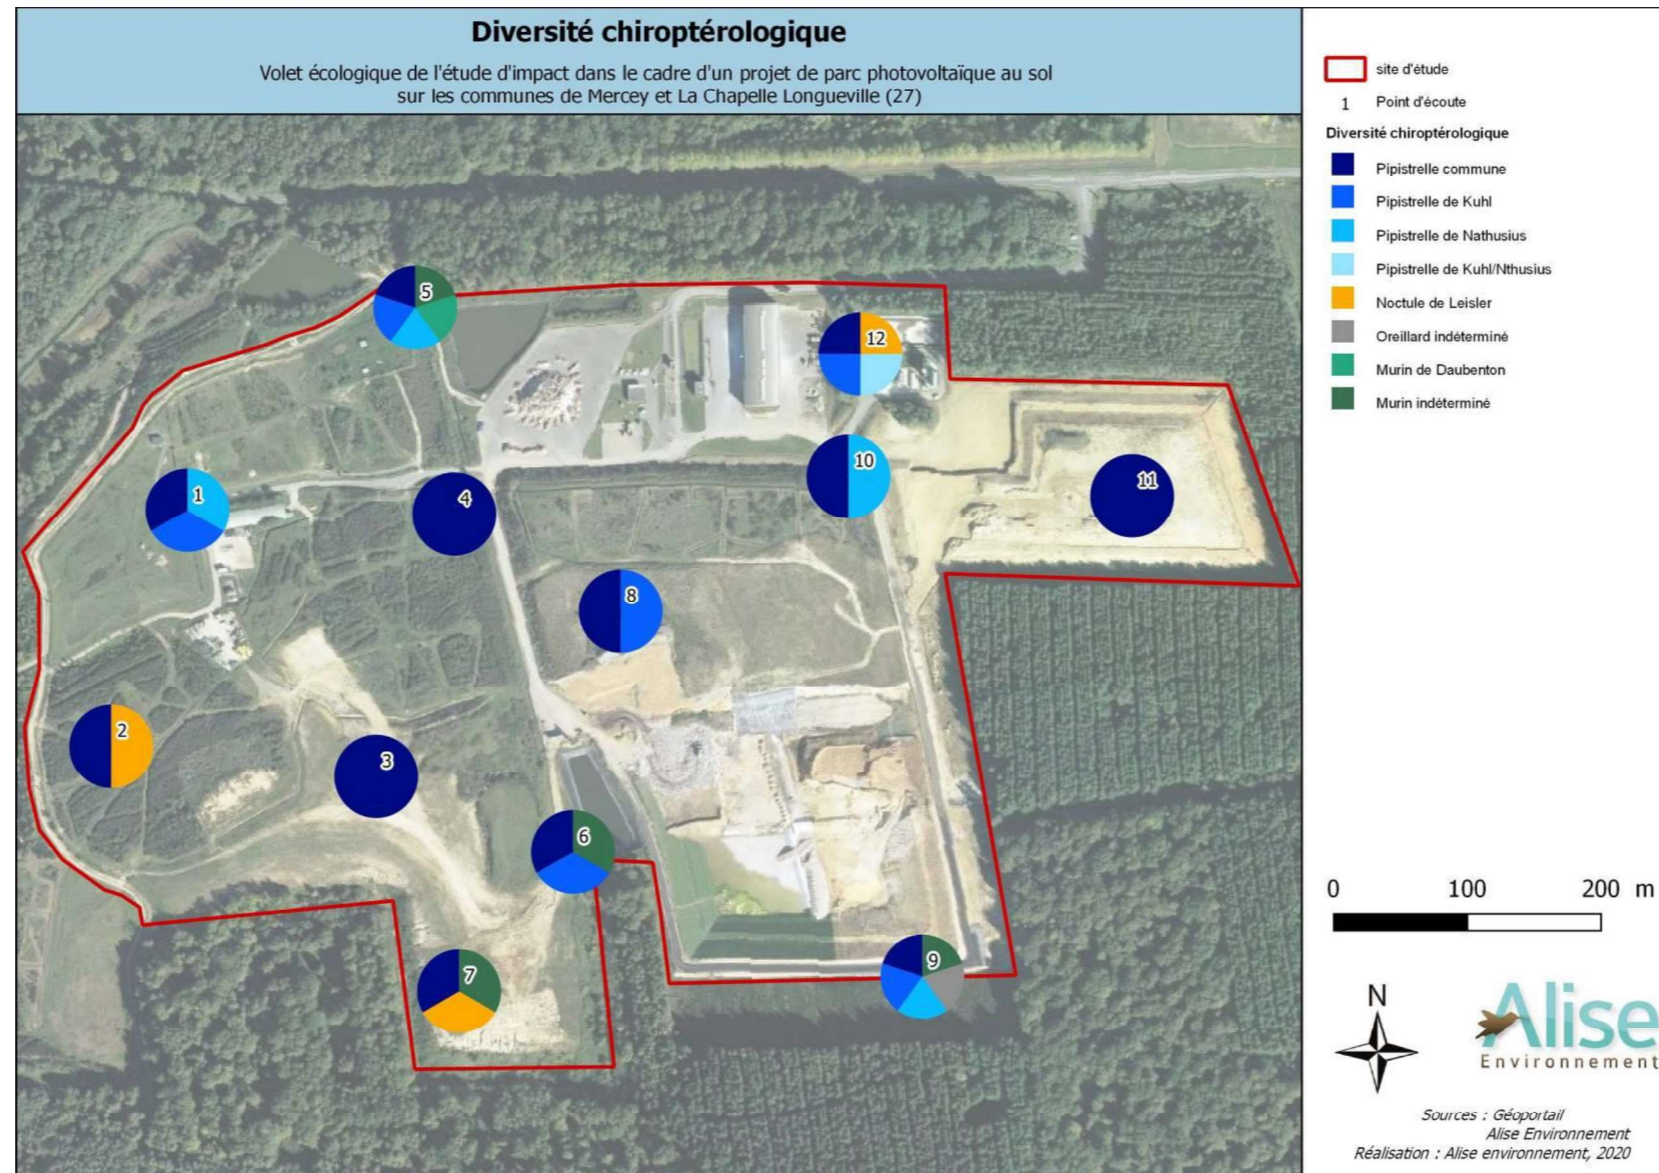 Diversité chiroptérologique
Volet écologique de l'étude d'impact dans le cadre d'un projet de parc photovoltaïque au sol
sur les communes de Mercey et La Chapelle Longueville (27)
site d'étude
1 Point d'écoute
Diversité chiroptérologique
Pipistrelle commune
Pipistrelle de Kuhl
Pipistrelle de Nathusius
Pipistrelle de Kuhl/Nthusius
Noctule de Leisler
Oreillard indéterminé
Murin de Daubenton
Murin indéterminé
5
12
10
11
1
4
8
2
3
6
7
9
0 100 200 m
N
Alise
Environnement
Sources : Géoportail
Alise Environnement
Réalisation : Alise environnement, 2020